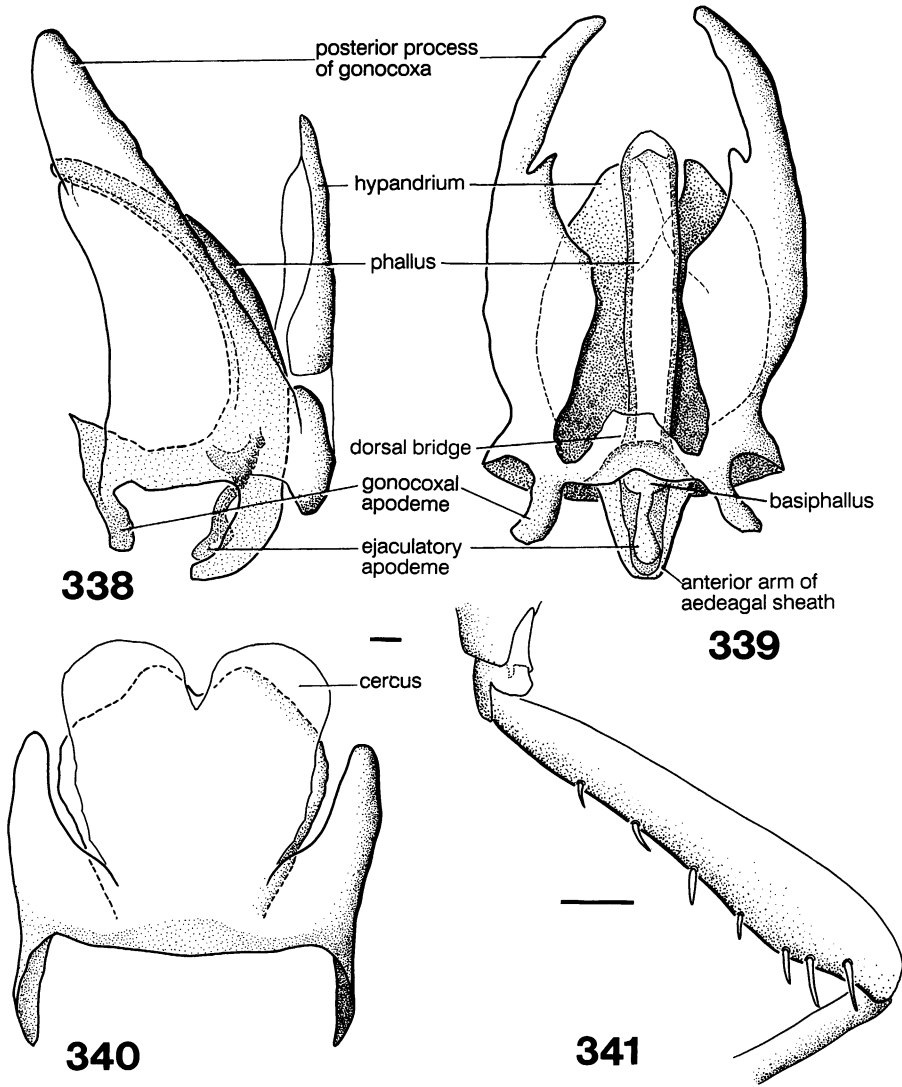 posterior process
of gonocoxa
hypandrium
phallus
dorsal bridge
gonocoxal
apodeme
basiphallus
ejaculatory
apodeme
anterior arm of
aedeagal sheath
338
339
cercus
340
341